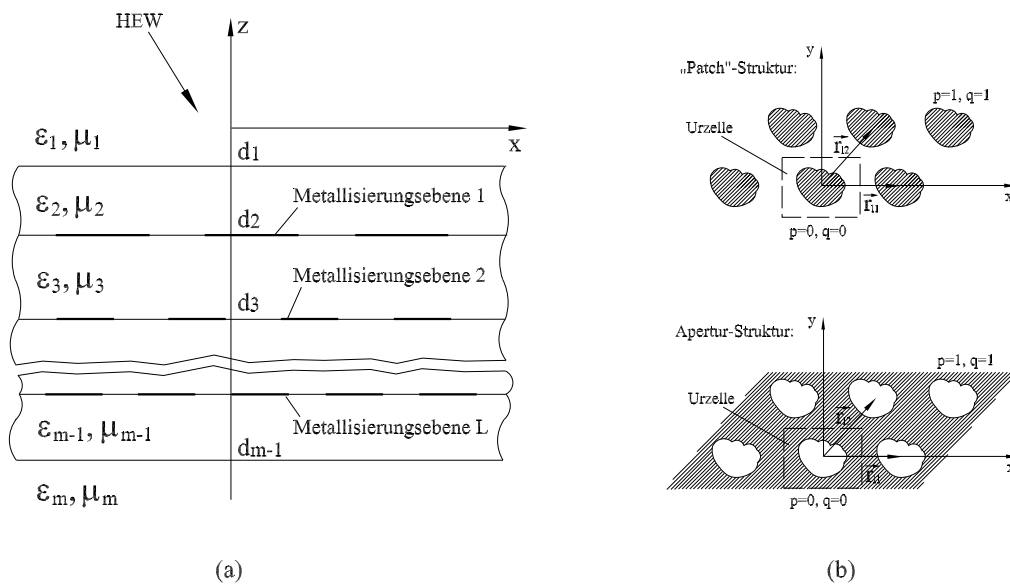 HEW
z
x
ε1, μ1
d1
ε2, μ2
Metallisierungsebene 1
d2
ε3, μ3
Metallisierungsebene 2
d3
Metallisierungsebene L
εm-1, μm-1
dm-1
εm, μm
(a)
y
„Patch"-Struktur:
p=1, q=1
Urzelle
r12
x
r11
p=0, q=0
y
Apertur-Struktur:
p=1, q=1
Urzelle
r12
x
r11
p=0, q=0
(b)